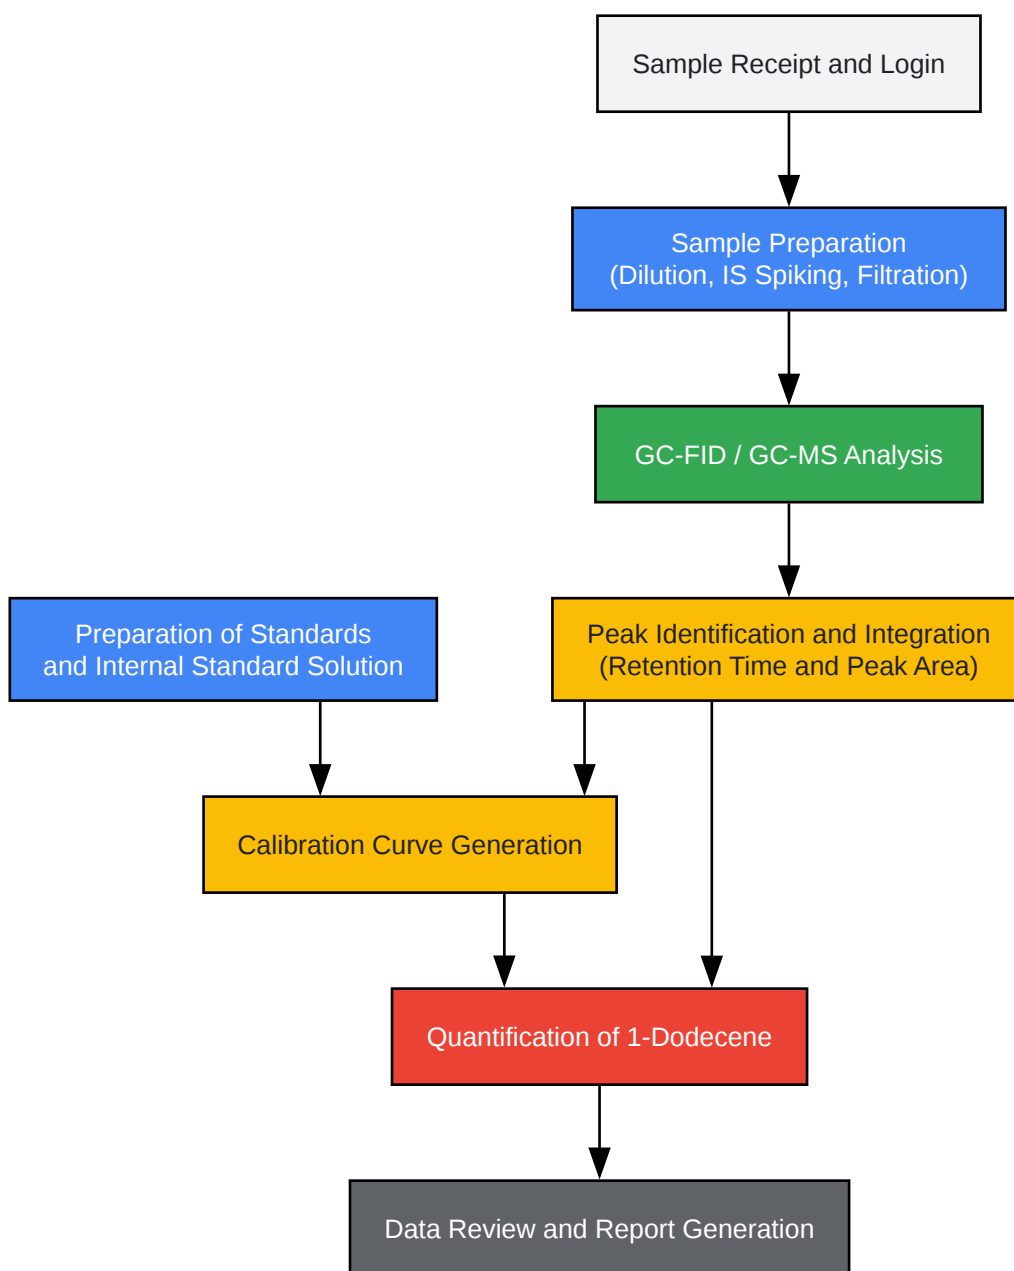 Sample Receipt and Login
Sample Preparation
(Dilution, IS Spiking, Filtration)
GC-FID / GC-MS Analysis
Preparation of Standards
and Internal Standard Solution
Peak Identification and Integration
(Retention Time and Peak Area)
Calibration Curve Generation
Quantification of 1-Dodecene
Data Review and Report Generation